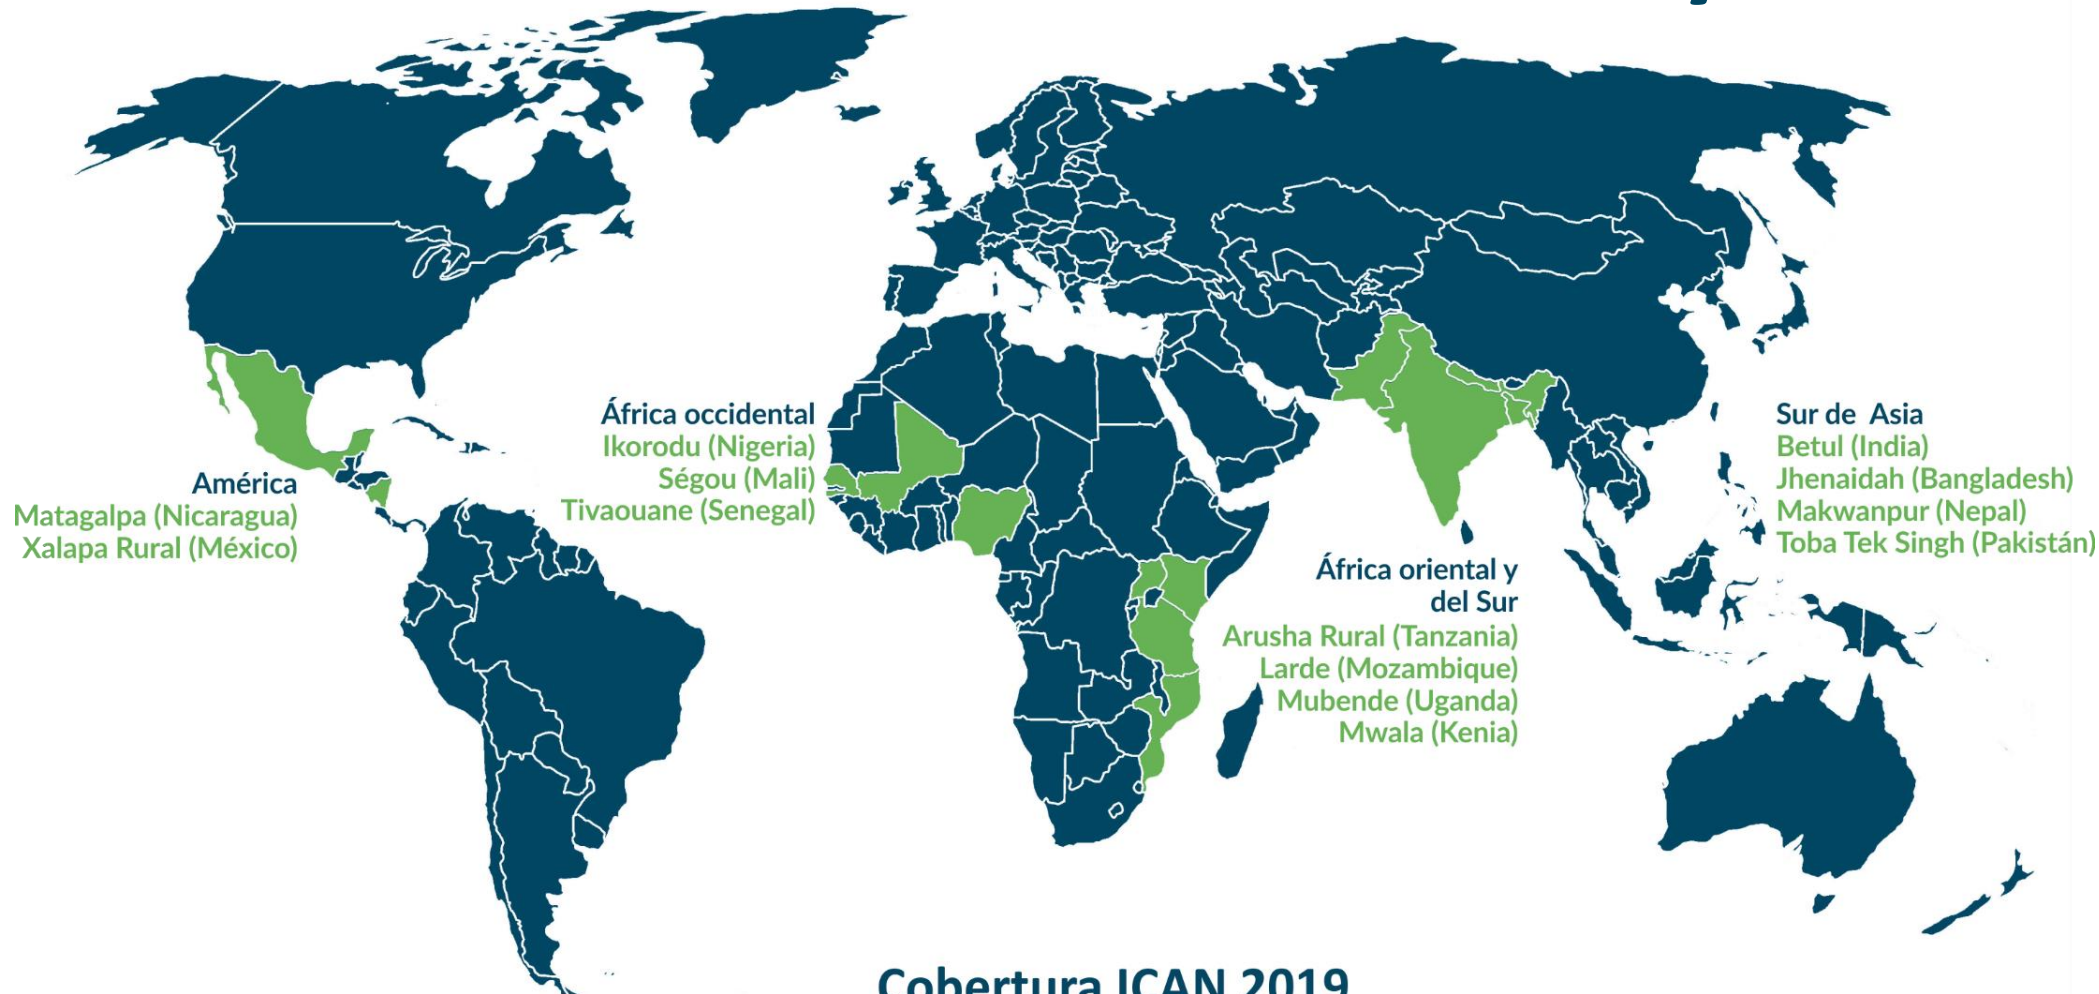 África occidental
Ikorodu (Nigeria)
Ségou (Mali)
Tivaouane (Senegal)
América
Matagalpa (Nicaragua)
Xalapa Rural (México)
Sur de Asia
Betul (India)
Jhenaidah (Bangladesh)
Makwanpur (Nepal)
Toba Tek Singh (Pakistán)
África oriental y
del Sur
Arusha Rural (Tanzania)
Larde (Mozambique)
Mubende (Uganda)
Mwala (Kenia)
Cobertura ICAN 2019